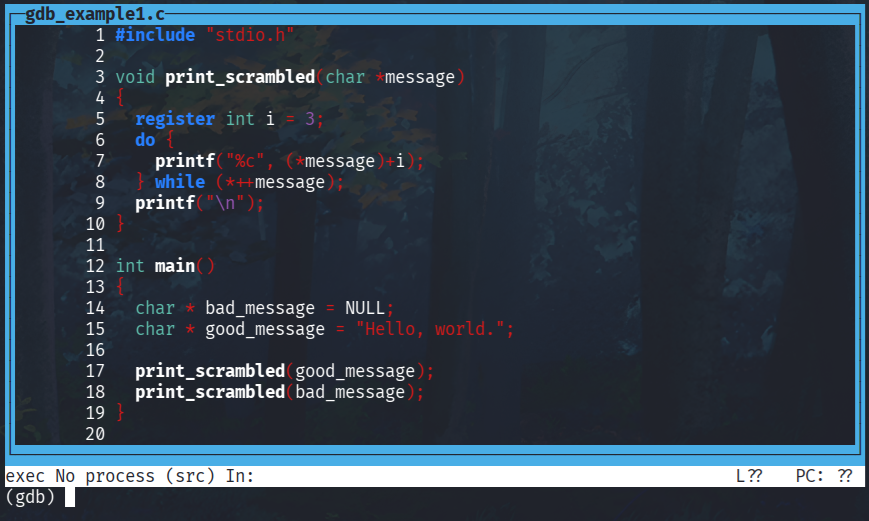 gdb_example1.c
1 #include "stdio.h"
2
3 void print_scrambled(char *message)
4 {
5   register int i = 3;
6   do {
7     printf("%c", (*message)+i);
8   } while (*++message);
9   printf("\n");
10 }
11
12 int main()
13 {
14   char * bad_message = NULL;
15   char * good_message = "Hello, world.";
16
17   print_scrambled(good_message);
18   print_scrambled(bad_message);
19 }
20
exec No process (src) In: L?? PC: ??
(gdb)